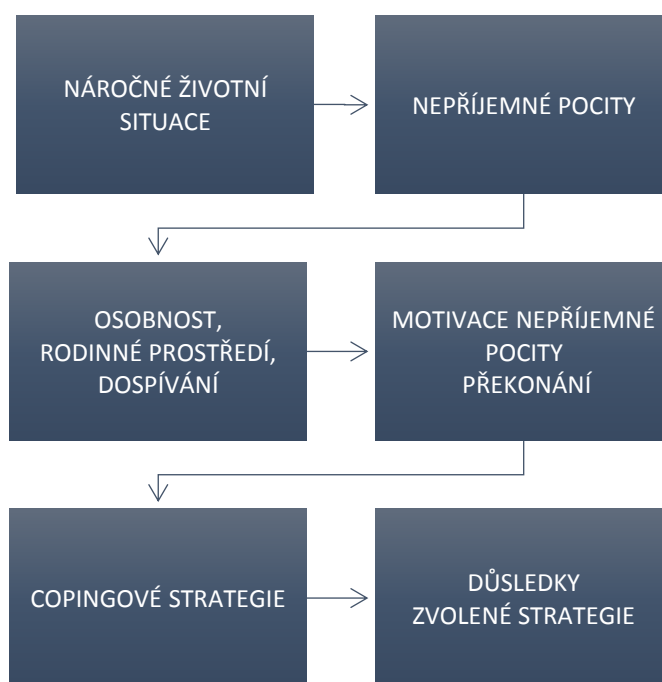 NÁROČNÉ ŽIVOTNÍ
SITUACE
NEPŘÍJEMNÉ POCITY
OSOBNOST,
RODINNÉ PROSTŘEDÍ,
DOSPÍVÁNÍ
MOTIVACE NEPŘÍJEMNÉ
POCITY
PŘEKONÁNÍ
COPINGOVÉ STRATEGIE
DŮSLEDKY
ZVOLENÉ STRATEGIE